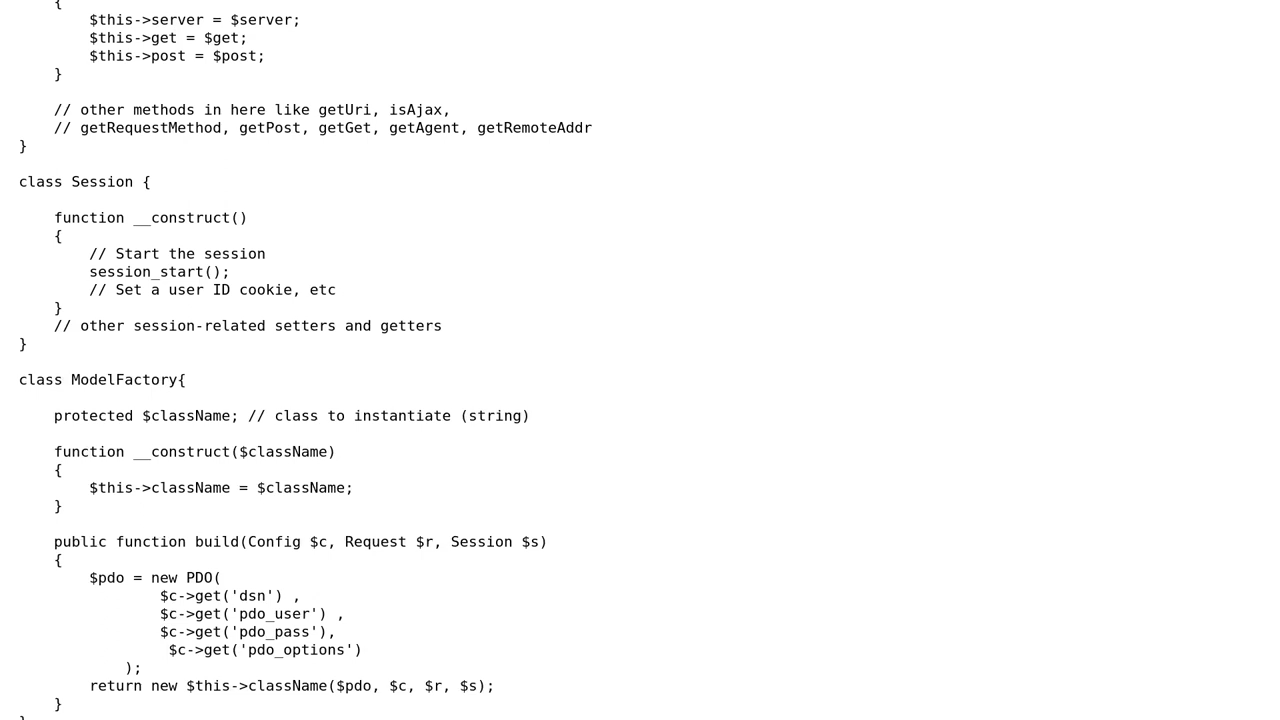 {
        $this->server = $server;
        $this->get = $get;
        $this->post = $post;
    }

    // other methods in here like getUri, isAjax,
    // getRequestMethod, getPost, getGet, getAgent, getRemoteAddr
}

class Session {

    function __construct()
    {
        // Start the session
        session_start();
        // Set a user ID cookie, etc
    }
    // other session-related setters and getters
}

class ModelFactory{

    protected $className; // class to instantiate (string)

    function __construct($className)
    {
        $this->className = $className;
    }

    public function build(Config $c, Request $r, Session $s)
    {
        $pdo = new PDO(
                $c->get('dsn') ,
                $c->get('pdo_user') ,
                $c->get('pdo_pass'),
                 $c->get('pdo_options')
            );
        return new $this->className($pdo, $c, $r, $s);
    }
}